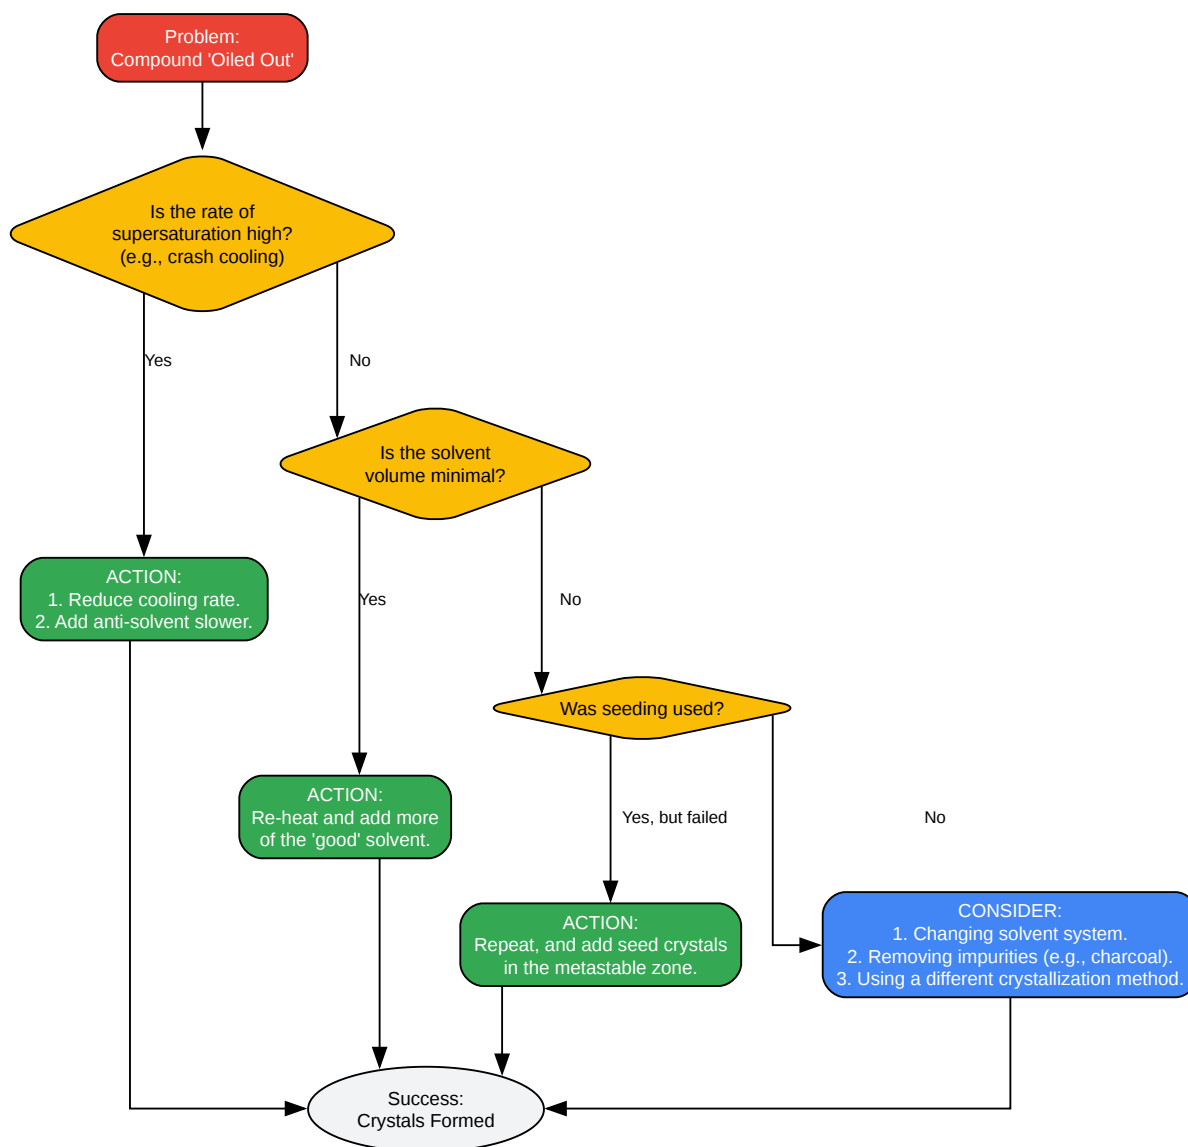 Problem:
Compound 'Oiled Out'
Is the rate of
supersaturation high?
(e.g., crash cooling)
Yes
No
Is the solvent
volume minimal?
ACTION:
1. Reduce cooling rate.
2. Add anti-solvent slower.
Yes
No
Was seeding used?
ACTION:
Re-heat and add more
of the 'good' solvent.
Yes, but failed
No
ACTION:
Repeat, and add seed crystals
in the metastable zone.
CONSIDER:
1. Changing solvent system.
2. Removing impurities (e.g., charcoal).
3. Using a different crystallization method.
Success:
Crystals Formed